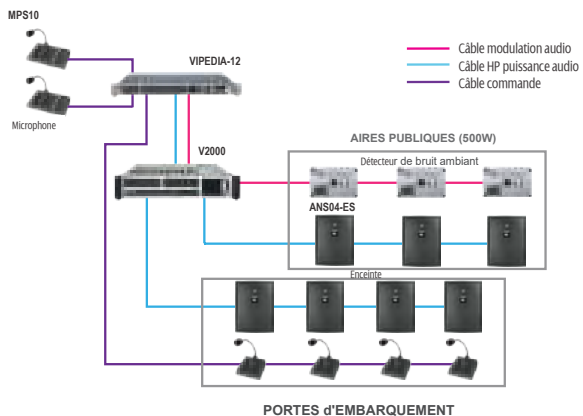 MPS10
VIPEDIA-12
Câble modulation audio
Câble HP puissance audio
Câble commande
Microphone
V2000
AIRES PUBLIQUES (500W)
Détecteur de bruit ambiant
ANS04-ES
Enceinte
PORTES d'EMBARQUEMENT